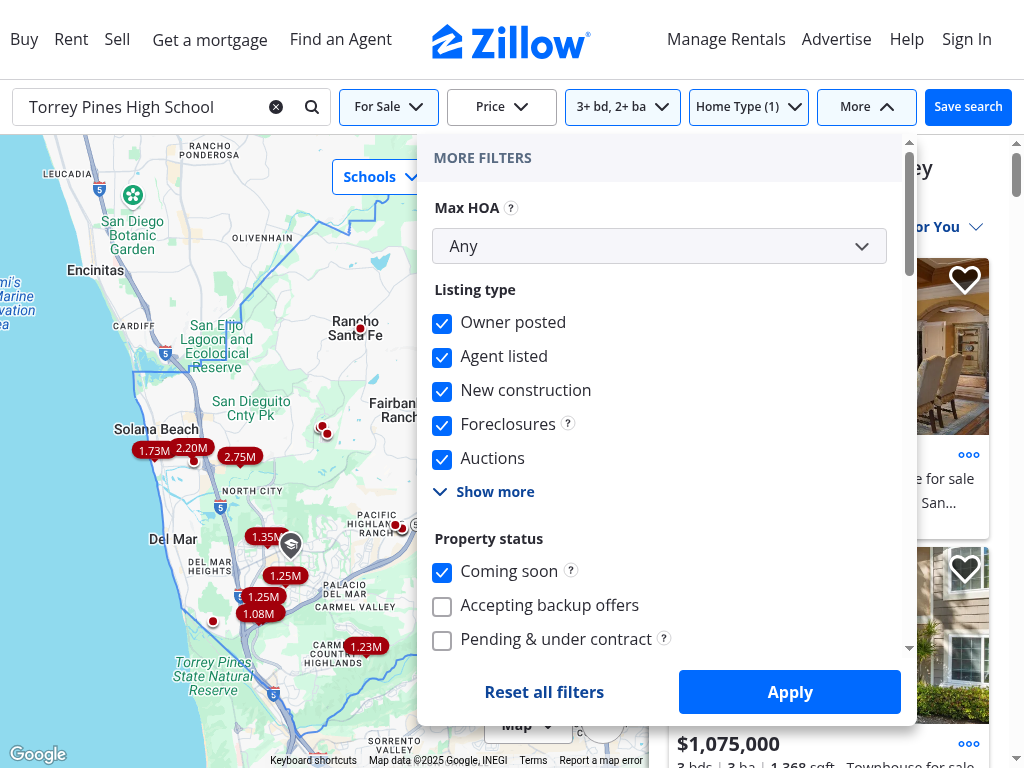 Buy Rent Sell Get a mortgage Find an Agent Zillow Manage Rentals Advertise Help Sign In
Torrey Pines High School For Sale Price 3+ bd, 2+ ba Home Type (1) More Save search
Schools
MORE FILTERS
Max HOA ?
Any
Listing type
Owner posted
Agent listed
New construction
Foreclosures ?
Auctions
Show more
Property status
Coming soon ?
Accepting backup offers
Pending & under contract ?
Reset all filters Apply
RANCHO
PONDEROSA
LEUCADIA
5
San Diego
Botanic
Garden
OLIVENHAIN
Encinitas
CARDIFF
San Elijo
Lagoon and
Ecological
Reserve
Rancho
Santa Fe
5
San Dieguito
Cnty Pk
Fairban
Ranch
Solana Beach
1.73M 2.20M 2.75M
NORTH CITY
5
PACIFIC
HIGHLAN
RANCH
Del Mar
1.35M
DEL MAR
HEIGHTS
1.25M
1.25M
1.08M
PALACIO
DEL MAR
CARMEL VALLEY
1.23M
COUNTRY
HIGHLANDS
Torrey Pines
State Natural
Reserve
5
SORRENTO
VALLEY
Map
Google
Keyboard shortcuts Map data ©2025 Google, INEGI Terms Report a map error
or You
e for sale
San...
$1,075,000
3 bds 3 ba 1,368 sqft Townhouse for sale